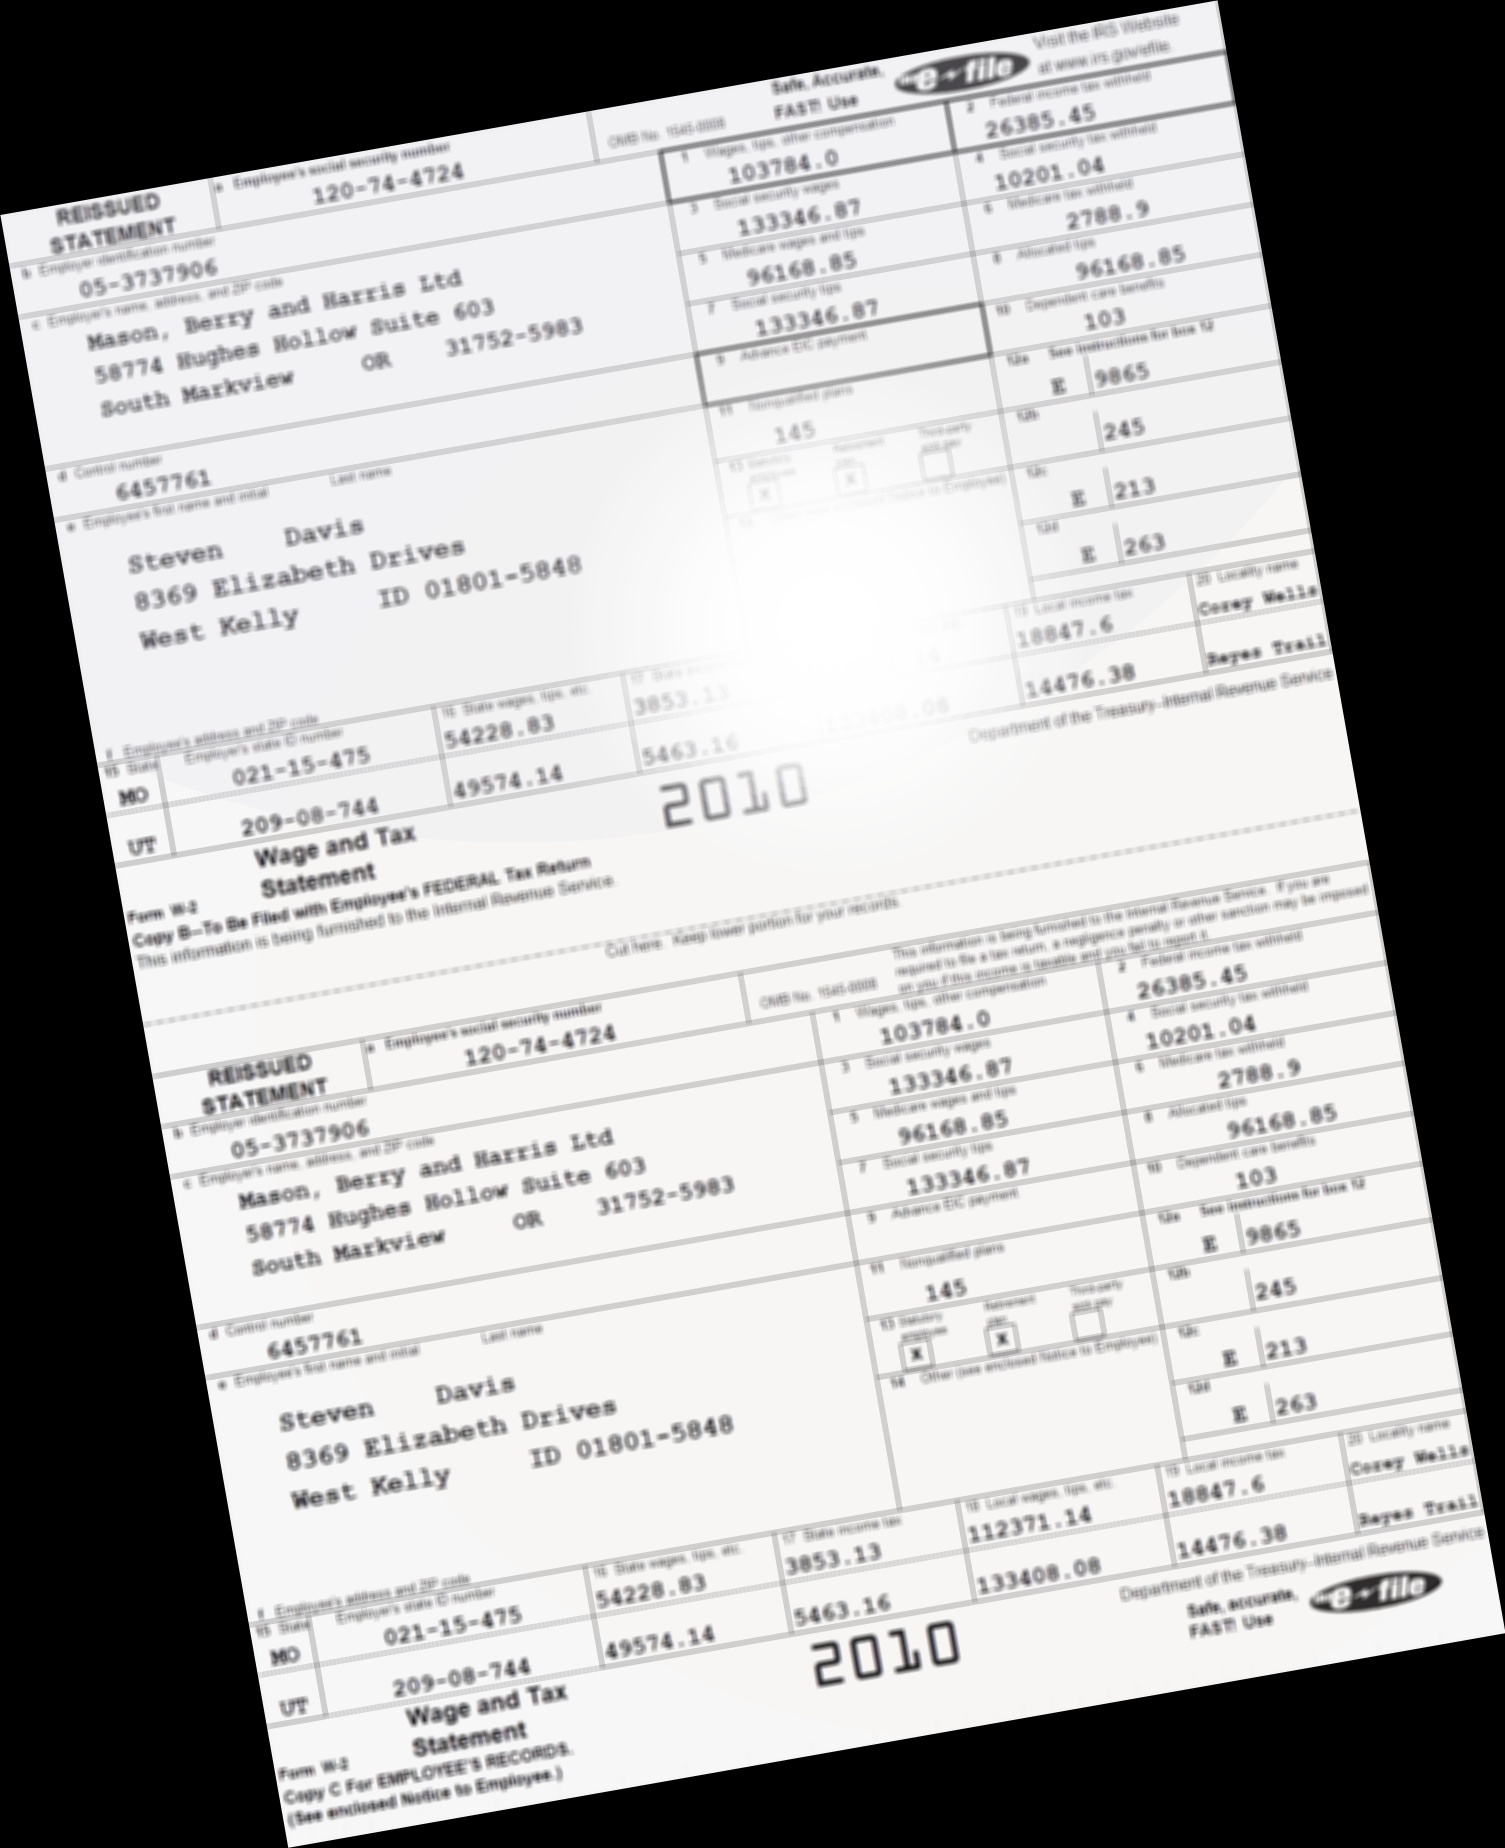 Safe, Accurate,
FAST! Use
e~file
Visit the IRS Website
at www.irs.gov/efile.
REISSUED
STATEMENT
a Employee's social security number
120-74-4724
OMB No. 1545-0008
1 Wages, tips, other compensation
103784.0
2 Federal income tax withheld
26385.45
b Employer identification number
05-3737906
3 Social security wages
133346.87
4 Social security tax withheld
10201.04
c Employer's name, address, and ZIP code
Mason, Berry and Harris Ltd
58774 Hughes Hollow Suite 603
South Markview OR 31752-5983
5 Medicare wages and tips
96168.85
6 Medicare tax withheld
2788.9
7 Social security tips
133346.87
8 Allocated tips
96168.85
9 Advance EIC payment
10 Dependent care benefits
103
d Control number
6457761
11 Nonqualified plans
145
12a See instructions for box 12
E 9865
12b
245
12c
E 213
12d
E 263
e Employee's first name and initial Last name
Steven Davis
8369 Elizabeth Drives
West Kelly ID 01801-5848
13 Statutory employee
X
Retirement plan
X
Third-party sick pay
Notice to Employee)
f Employee's address and ZIP code
15 State Employer's state ID number
MO 021-15-475
UT 209-08-744
16 State wages, tips, etc.
54228.83
49574.14
17 State
3853.13
5463.16
133408.08
19 Local income tax
18847.6
14476.38
20 Locality name
Corey Wells
Reyes Trail
Form W-2
Wage and Tax
Statement
2010
Department of the Treasury-Internal Revenue Service
Copy B—To Be Filed with Employee's FEDERAL Tax Return
This information is being furnished to the Internal Revenue Service.
Cut here. Keep lower portion for your records.
REISSUED
STATEMENT
a Employee's social security number
120-74-4724
OMB No. 1545-0008
This information is being furnished to the Internal Revenue Service. If you are
required to file a tax return, a negligence penalty or other sanction may be imposed
on you if this income is taxable and you fail to report it.
1 Wages, tips, other compensation
103784.0
2 Federal income tax withheld
26385.45
b Employer identification number
05-3737906
3 Social security wages
133346.87
4 Social security tax withheld
10201.04
c Employer's name, address, and ZIP code
Mason, Berry and Harris Ltd
58774 Hughes Hollow Suite 603
South Markview OR 31752-5983
5 Medicare wages and tips
96168.85
6 Medicare tax withheld
2788.9
7 Social security tips
133346.87
8 Allocated tips
96168.85
9 Advance EIC payment
10 Dependent care benefits
103
d Control number
6457761
11 Nonqualified plans
145
12a See instructions for box 12
E 9865
12b
245
12c
E 213
12d
E 263
e Employee's first name and initial Last name
Steven Davis
8369 Elizabeth Drives
West Kelly ID 01801-5848
13 Statutory employee
X
Retirement plan
X
Third-party sick pay
14 Other (see enclosed Notice to Employee)
f Employee's address and ZIP code
15 State Employer's state ID number
MO 021-15-475
UT 209-08-744
16 State wages, tips, etc.
54228.83
49574.14
17 State income tax
3853.13
5463.16
18 Local wages, tips, etc.
112371.14
133408.08
19 Local income tax
18847.6
14476.38
20 Locality name
Corey Wells
Reyes Trail
Form W-2
Wage and Tax
Statement
2010
Department of the Treasury-Internal Revenue Service
Safe, accurate,
FAST! Use
e~file
Copy C For EMPLOYEE'S RECORDS.
(See enclosed Notice to Employee.)